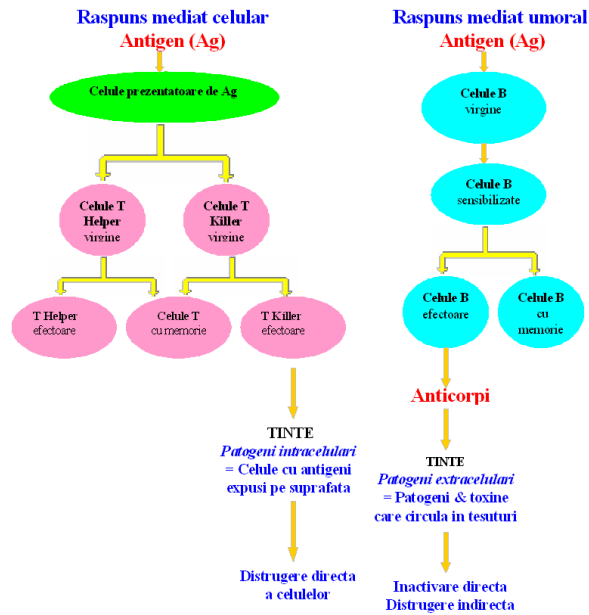 Raspuns mediat celular
Antigen (Ag)
Celule prezentatoare de Ag
Celule T
Helper
virgine
Celule T
Killer
virgine
T Helper
efectoare
Celule T
cu memorie
T Killer
efectoare
TINTE
Patogeni intracelulari
= Celule cu antigeni
expusi pe suprafata
Distrugere directa
a celulelor
Raspuns mediat umoral
Antigen (Ag)
Celule B
virgine
Celule B
sensibilizate
Celule B
efectoare
Celule B
cu
memorie
Anticorpi
TINTE
Patogeni extracelulari
= Patogeni & toxine
care circula in tesuturi
Inactivare directa
Distrugere indirecta